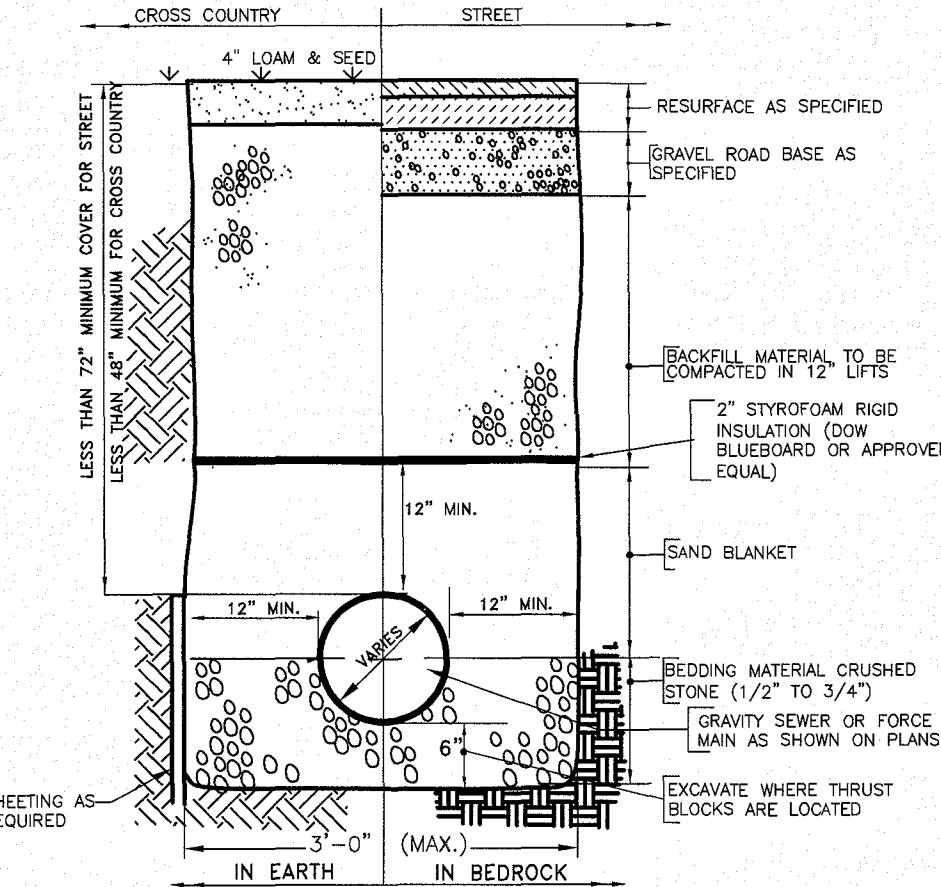 CROSS COUNTRY
STREET
4" LOAM & SEED
LESS THAN 72" MINIMUM COVER FOR STREET
LESS THAN 48" MINIMUM FOR CROSS COUNTRY
RESURFACE AS SPECIFIED
GRAVEL ROAD BASE AS
SPECIFIED
BACKFILL MATERIAL TO BE
COMPACTED IN 12" LIFTS
2" STYROFOAM RIGID
INSULATION (DOW
BLUEBOARD OR APPROVED
EQUAL)
12" MIN.
SAND BLANKET
12" MIN.
12" MIN.
VARIES
BEDDING MATERIAL CRUSHED
STONE (1/2" TO 3/4")
GRAVITY SEWER OR FORCE
MAIN AS SHOWN ON PLANS
6"
EXCAVATE WHERE THRUST
BLOCKS ARE LOCATED
HEETING AS
EQUIRED
3'-0" (MAX.)
IN EARTH
IN BEDROCK